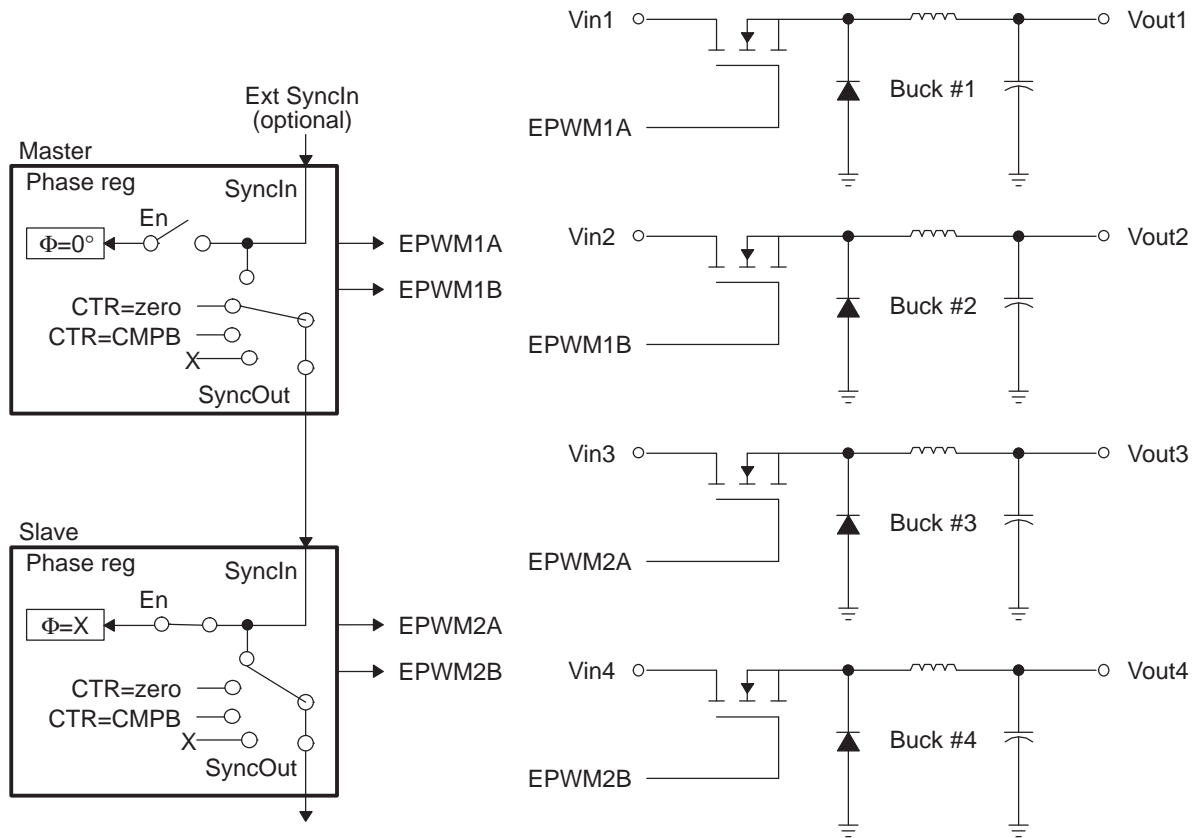 Ext SyncIn
(optional)
Master
Phase reg
SyncIn
En
Φ=0°
EPWM1A
EPWM1B
CTR=zero
CTR=CMPB
X
SyncOut
Slave
Phase reg
SyncIn
En
Φ=X
EPWM2A
EPWM2B
CTR=zero
CTR=CMPB
X
SyncOut
Vin1
Vout1
Buck #1
EPWM1A
Vin2
Vout2
Buck #2
EPWM1B
Vin3
Vout3
Buck #3
EPWM2A
Vin4
Vout4
Buck #4
EPWM2B